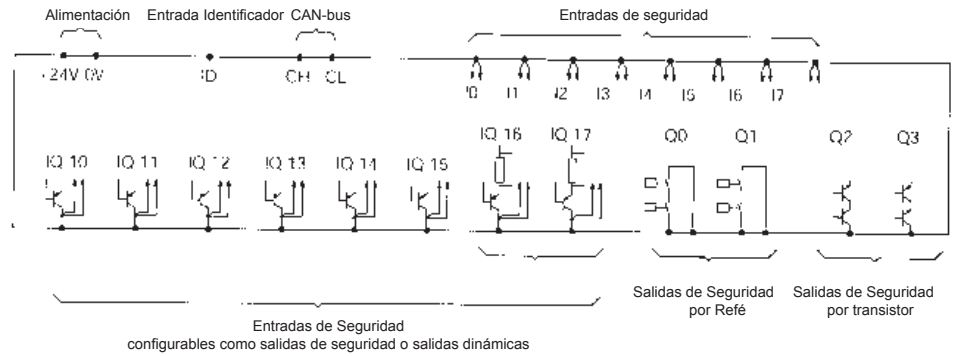 Alimentación Entrada Identificador CAN-bus Entradas de seguridad
24V 0V ID CH CL
I0 I1 I2 I3 I4 I5 I6 I7
IQ 16 IQ 17 Q0 Q1 Q2 Q3
IQ 10 IQ 11 IQ 12 IQ 13 IQ 14 IQ 15
Salidas de Seguridad
por Refé
Salidas de Seguridad
por transistor
Entradas de Seguridad
configurables como salidas de seguridad o salidas dinámicas